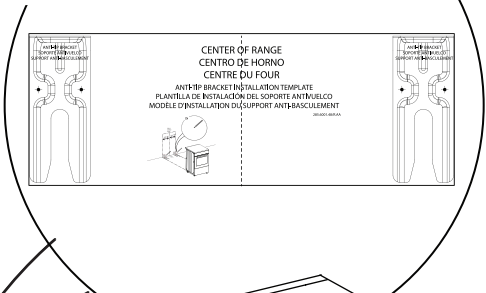 ANTI-TIP BRACKET
SOPORTE ANTIVUELCO
SUPPORT ANTI-BASCULEMENT
CENTER OF RANGE
CENTRO DE HORNO
CENTRE DU FOUR
ANTI-TIP BRACKET INSTALLATION TEMPLATE
PLANTILLA DE INSTALACIÓN DEL SOPORTE ANTIVUELCO
MODÈLE D'INSTALLATION DU SUPPORT ANTI-BASCULEMENT
ANTI-TIP BRACKET
SOPORTE ANTIVUELCO
SUPPORT ANTI-BASCULEMENT